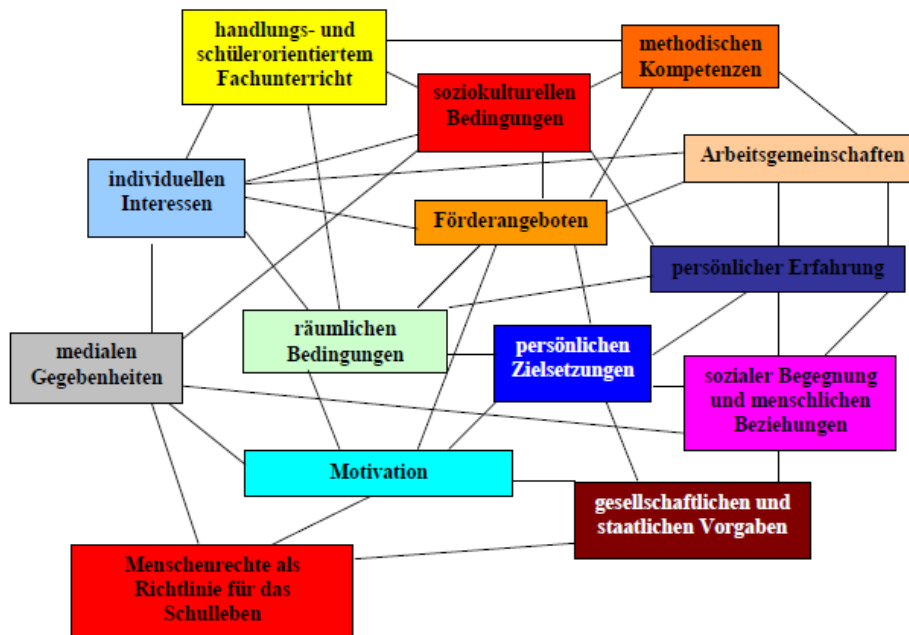 handlungs- und
schülerorientiertem
Fachunterricht
methodischen
Kompetenzen
soziokulturellen
Bedingungen
Arbeitsgemeinschaften
individuellen
Interessen
Förderangeboten
persönlicher Erfahrung
räumlichen
Bedingungen
persönlichen
Zielsetzungen
medialen
Gegebenheiten
sozialer Begegnung
und menschlichen
Beziehungen
Motivation
gesellschaftlichen und
staatlichen Vorgaben
Menschenrechte als
Richtlinie für das
Schulleben